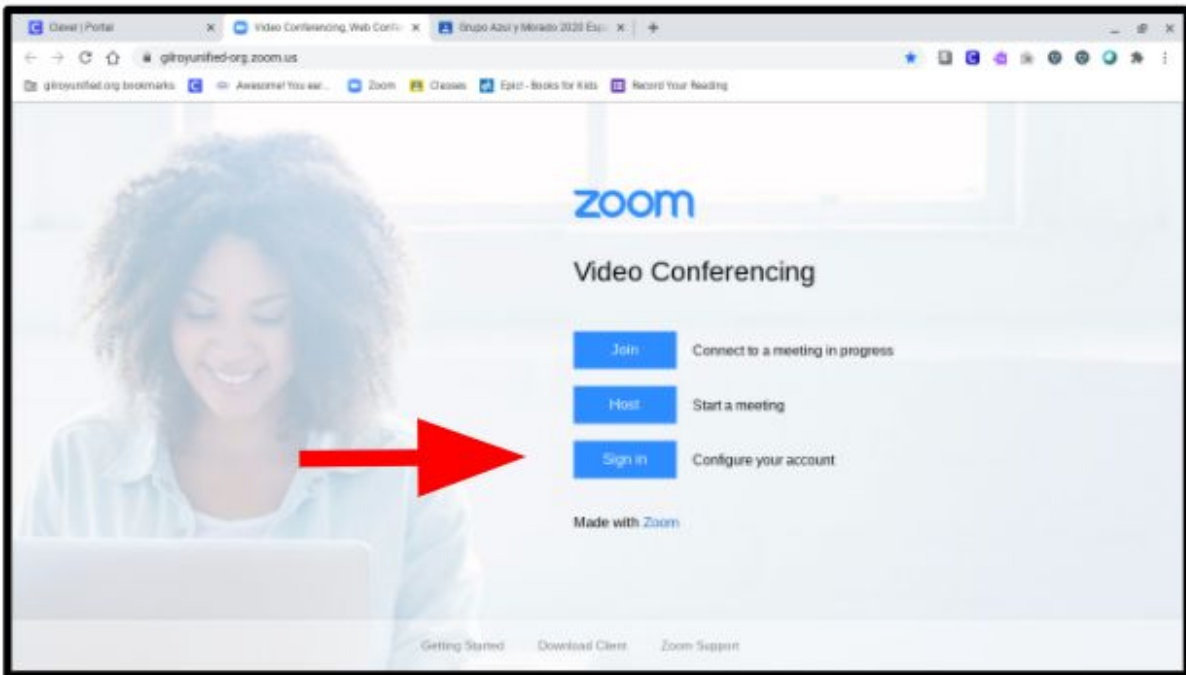 Clever | Portal
Video Conferencing, Web Confe
Grupo Azul y Morado 2020 Esp
gilroyunified-org.zoom.us
gilroyunified.org bookmarks
Awesome! You ear...
Zoom
Classes
Epic! - Books for Kids
Record Your Reading
zoom
Video Conferencing
Join Connect to a meeting in progress
Host Start a meeting
Sign in Configure your account
Made with Zoom
Getting Started Download Client Zoom Support